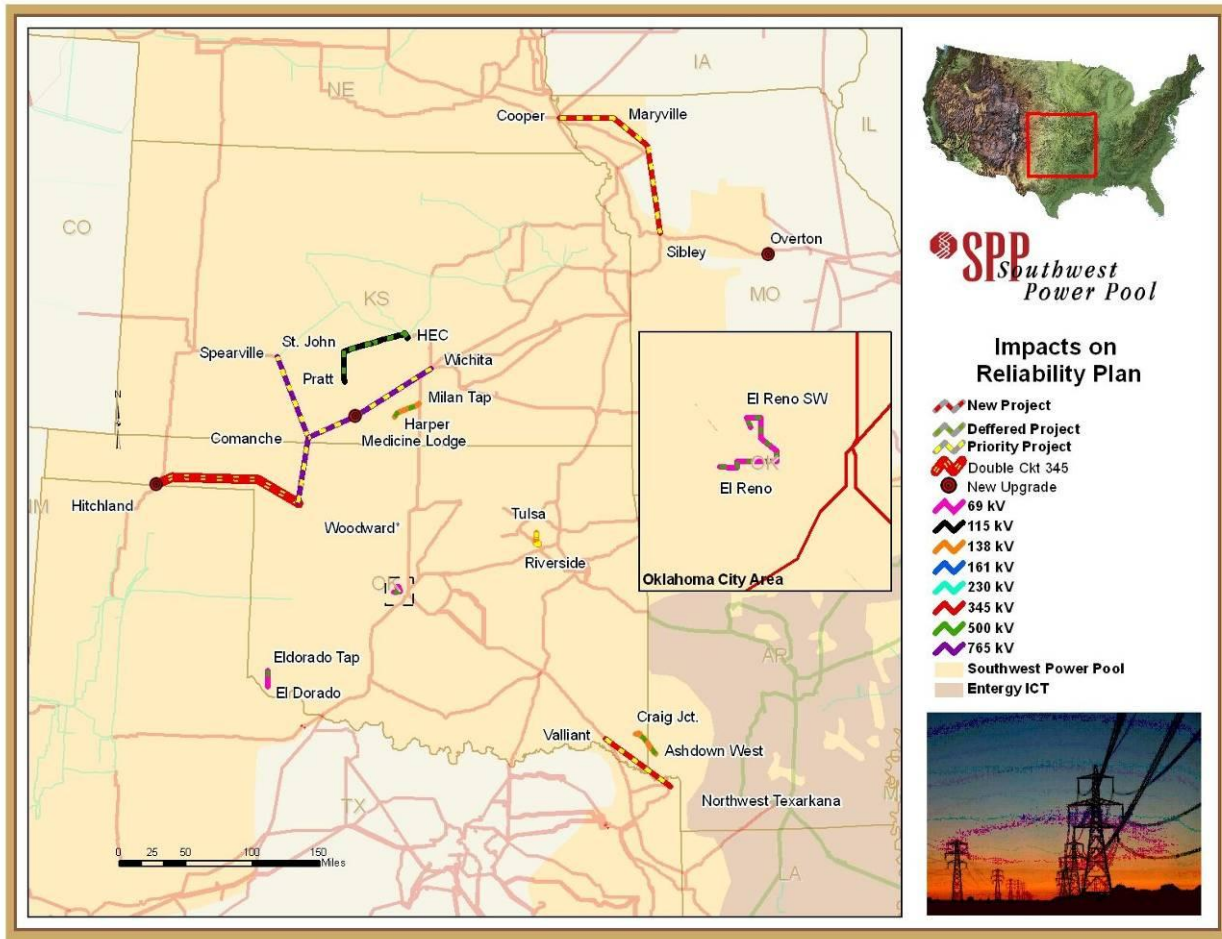 NE
IA
Cooper
Maryville
IL
CO
Overton
Sibley
MO
KS
St. John
HEC
Spearville
Wichita
Pratt
Milan Tap
Harper
Comanche
Medicine Lodge
N
Hitchland
Woodward*
Tulsa
Riverside
OK
Eldorado Tap
El Dorado
Craig Jct.
Valliant
Ashdown West
AR
Northwest Texarkana
TX
LA
0 25 50 100 150
Miles
El Reno SW
OK
El Reno
Oklahoma City Area
SPP
Southwest
Power Pool
Impacts on
Reliability Plan
New Project
Deffered Project
Priority Project
Double Ckt 345
New Upgrade
69 kV
115 kV
138 kV
161 kV
230 kV
345 kV
500 kV
765 kV
Southwest Power Pool
Entergy ICT